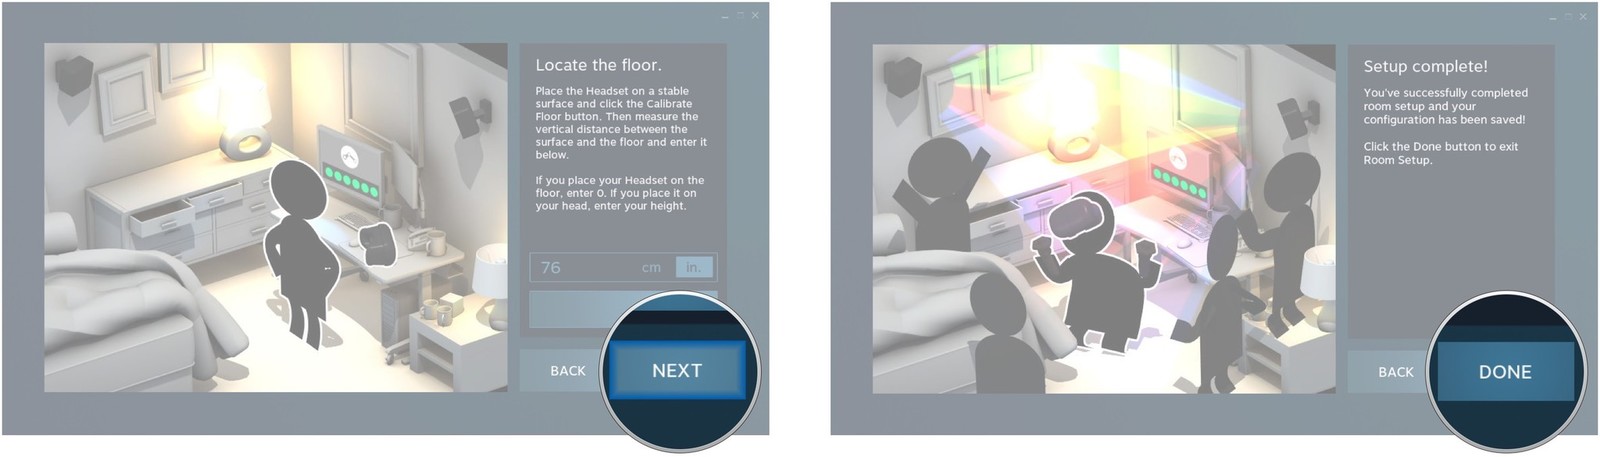 Locate the floor.
Place the Headset on a stable
surface and click the Calibrate
Floor button. Then measure the
vertical distance between the
surface and the floor and enter it
below.
If you place your Headset on the
floor, enter 0. If you place it on
your head, enter your height.
76 cm in.
BACK NEXT
Setup complete!
You've successfully completed
room setup and your
configuration has been saved!
Click the Done button to exit
Room Setup.
BACK DONE